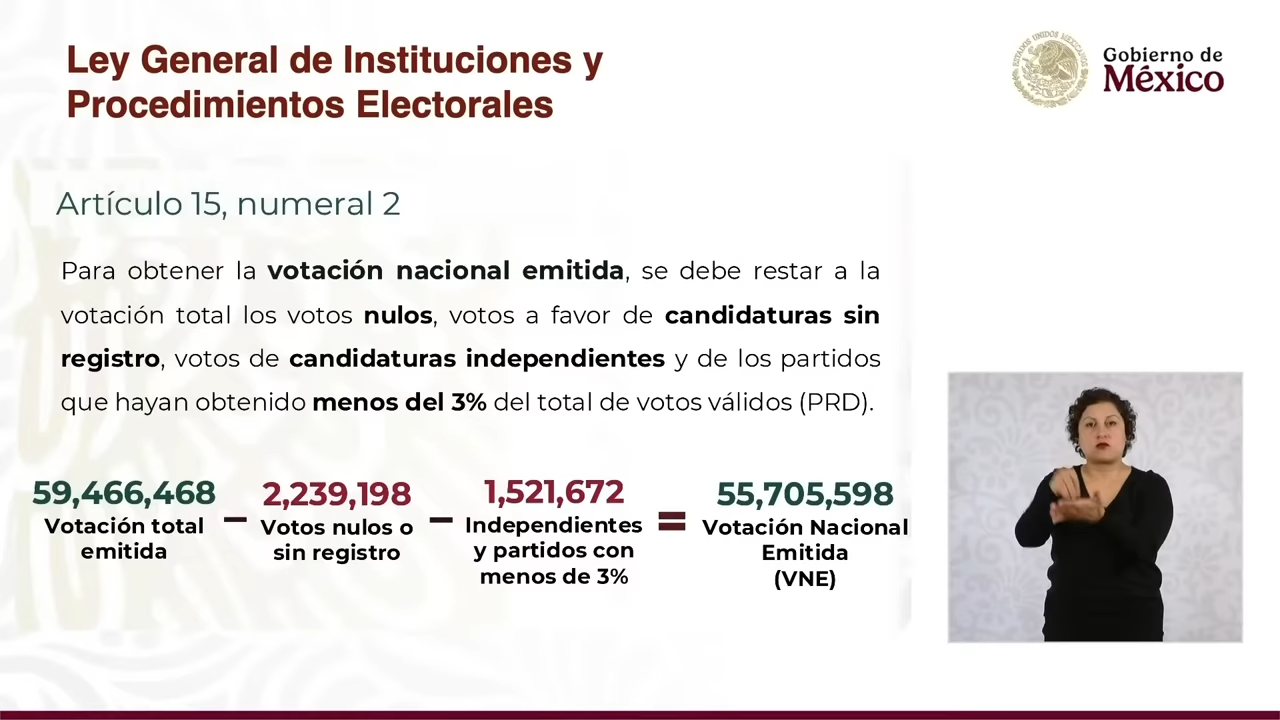 Ley General de Instituciones y
Procedimientos Electorales
Gobierno de
México
Artículo 15, numeral 2
Para obtener la votación nacional emitida, se debe restar a la
votación total los votos nulos, votos a favor de candidaturas sin
registro, votos de candidaturas independientes y de los partidos
que hayan obtenido menos del 3% del total de votos válidos (PRD).
59,466,468
Votación total
emitida
–
2,239,198
Votos nulos o
sin registro
–
1,521,672
Independientes
y partidos con
menos de 3%
=
55,705,598
Votación Nacional
Emitida
(VNE)